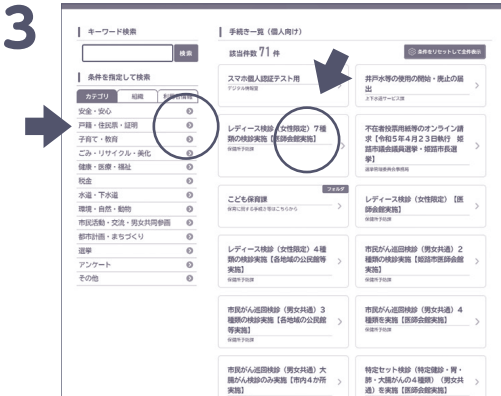 3
キーワード検索
検索
条件を指定して検索
カテゴリ 組織 利用者情報
安全・安心
戸籍・住民票・証明
子育て・教育
ごみ・リサイクル・美化
健康・医療・福祉
税金
水道・下水道
環境・自然・動物
市民活動・交流・男女共同参画
都市計画・まちづくり
選挙
アンケート
その他
手続き一覧（個人向け）
該当件数 71 件
条件をリセットして全件表示
スマホ個人認証テスト用
デジタル情報室
井戸水等の使用の開始・廃止の届
出
上下水道サービス課
レディース検診（女性限定）7種
類の検診実施【医師会館実施】
保健所予防課
不在者投票用紙等のオンライン請
求【令和5年4月23日執行 姫
路市議会議員選挙・姫路市長選
挙】
選挙管理委員会事務局
フォルダ
こども保育課
保育に関する手続き等はこちらから
レディース検診（女性限定）【医
師会館実施】
保健所予防課
レディース検診（女性限定）4種
類の検診実施【各地域の公民館等
実施】
保健所予防課
市民がん巡回検診（男女共通）2
種類の検診実施【姫路市医師会館
実施】
保健所予防課
市民がん巡回検診（男女共通）3
種類の検診実施【各地域の公民館
等実施】
保健所予防課
市民がん巡回検診（男女共通）4
種類を実施【医師会館実施】
保健所予防課
市民がん巡回検診（男女共通）大
腸がん検診のみ実施【市内4か所
実施】
特定セット検診（特定健診・胃・
肺・大腸がんの4種類）（男女共
通）を実施【医師会館実施】